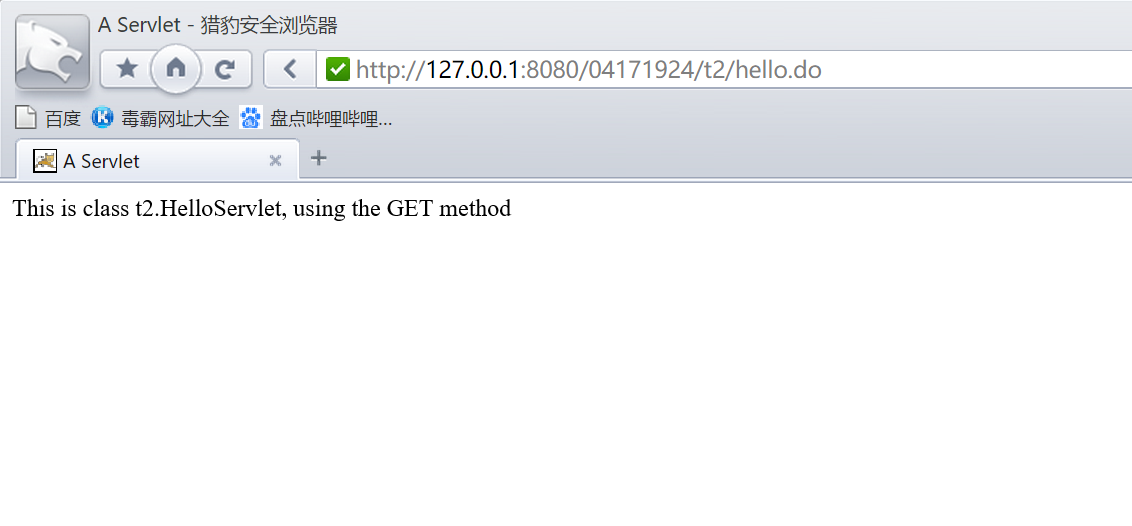 A Servlet - 猎豹安全浏览器
http://127.0.0.1:8080/04171924/t2/hello.do
百度 毒霸网址大全 盘点哔哩哔哩...
A Servlet
This is class t2.HelloServlet, using the GET method